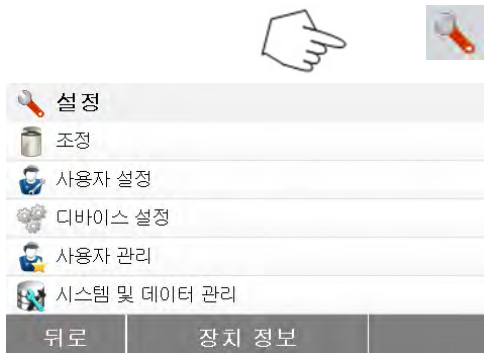 설정
조정
사용자 설정
디바이스 설정
사용자 관리
시스템 및 데이터 관리
뒤로 장치 정보